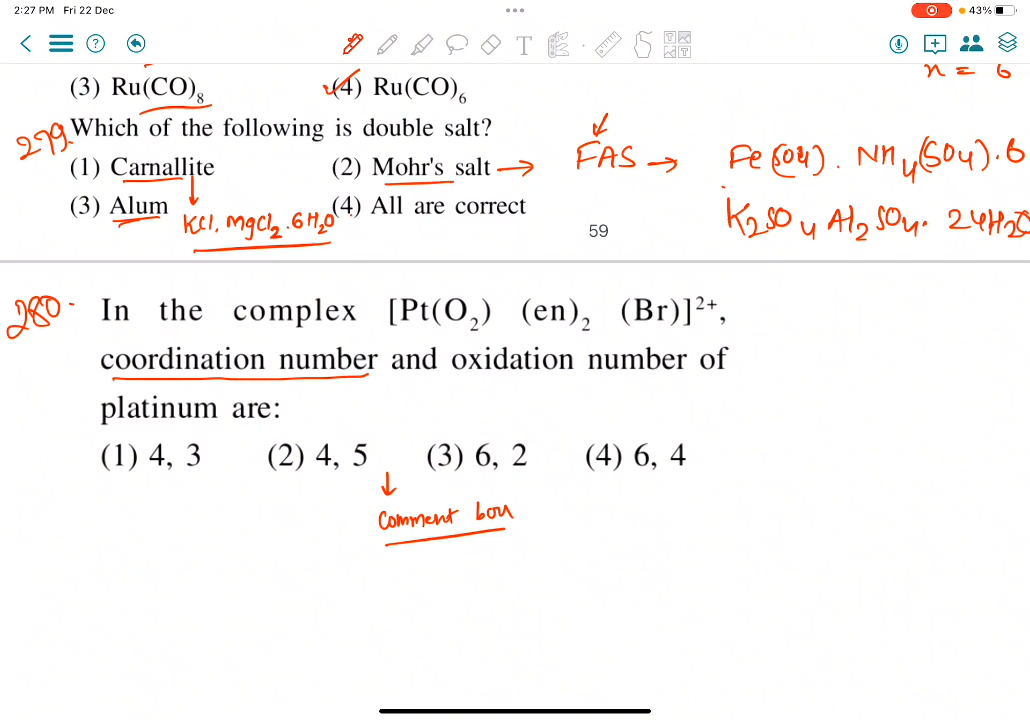 2:27 PM Fri 22 Dec
43%
T
n = 6
(3) Ru(CO)₈ (4) Ru(CO)₆
279. Which of the following is double salt?
(1) Carnallite (2) Mohr's salt → FAS → Fe(SO4). NH4(SO4).6
(3) Alum (4) All are correct
KCl. MgCl2.6H2O
K2SO4 Al2SO4. 24H2O
59
280. In the complex [Pt(O₂) (en)₂ (Br)]²⁺,
coordination number and oxidation number of
platinum are:
(1) 4, 3 (2) 4, 5 (3) 6, 2 (4) 6, 4
Comment box